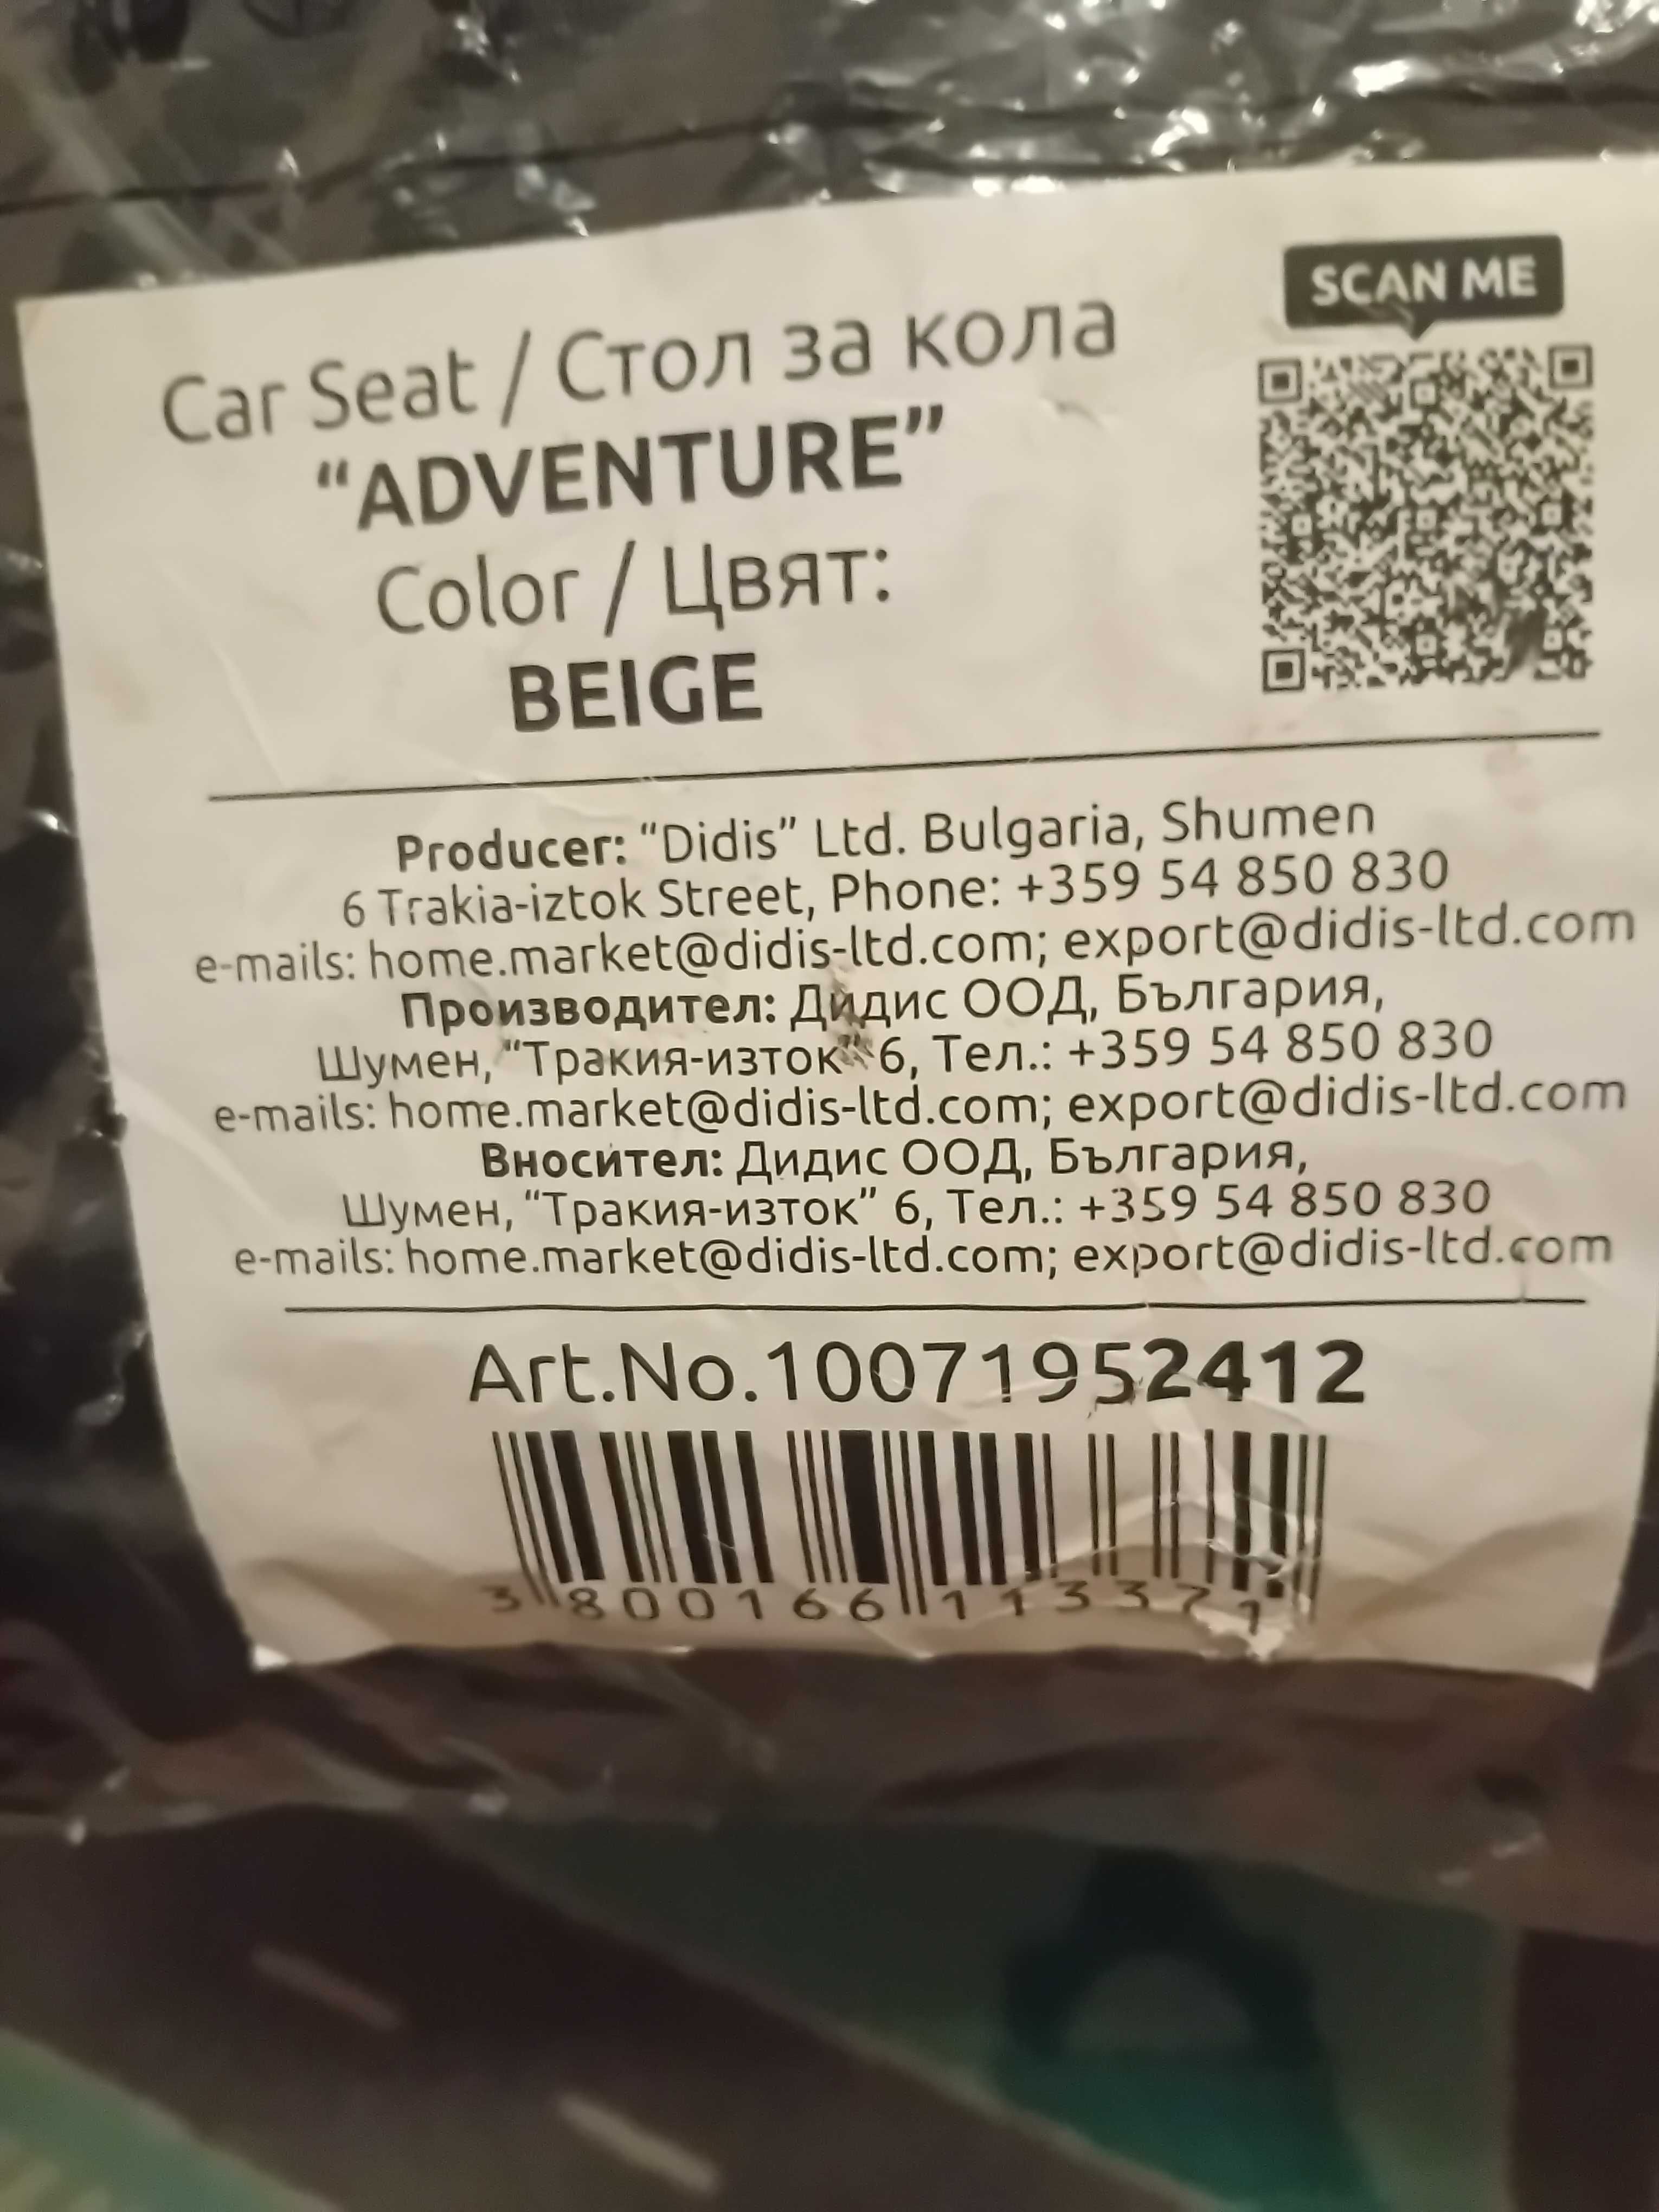 SCAN ME
Car Seat / Стол за кола
“ADVENTURE”
Color / Цвят:
BEIGE
Producer: “Didis” Ltd. Bulgaria, Shumen
6 Trakia-iztok Street, Phone: +359 54 850 830
e-mails: home.market@didis-ltd.com; export@didis-ltd.com
Производител: Дидис ООД, България,
Шумен, “Тракия-изток” 6, Тел.: +359 54 850 830
e-mails: home.market@didis-ltd.com; export@didis-ltd.com
Вносител: Дидис ООД, България,
Шумен, “Тракия-изток” 6, Тел.: +359 54 850 830
e-mails: home.market@didis-ltd.com; export@didis-ltd.com
Art.No.10071952412
3 800166 113371